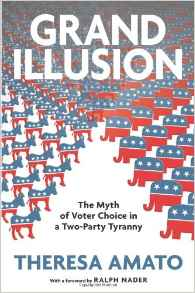 GRAND
ILLUSION
The Myth
of Voter Choice in
a Two-Party Tyranny
THERESA AMATO
With a foreword by RALPH NADER